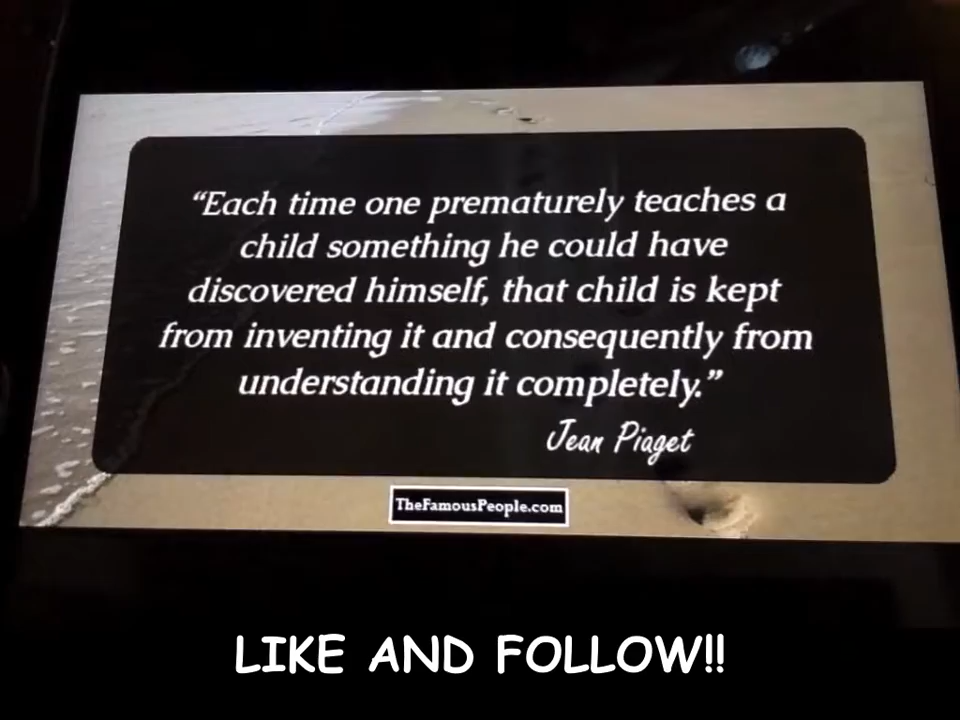 “Each time one prematurely teaches a
child something he could have
discovered himself, that child is kept
from inventing it and consequently from
understanding it completely.”
Jean Piaget
TheFamousPeople.com
LIKE AND FOLLOW!!